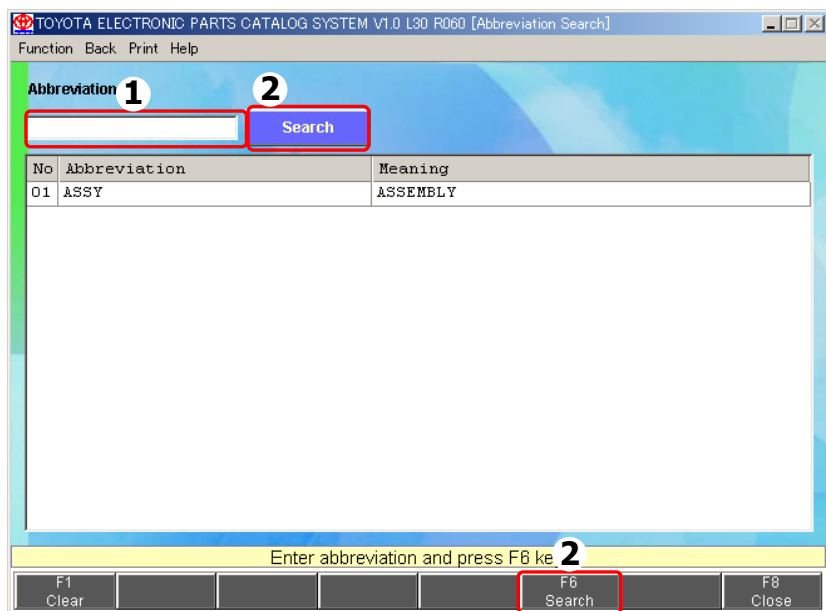 TOYOTA ELECTRONIC PARTS CATALOG SYSTEM V1.0 L30 R060 [Abbreviation Search]
Function Back Print Help
Abbreviation 1 2
Search
No Abbreviation Meaning
01 ASSY ASSEMBLY
Enter abbreviation and press F6 ke 2
F1 F6 F8
Clear Search Close